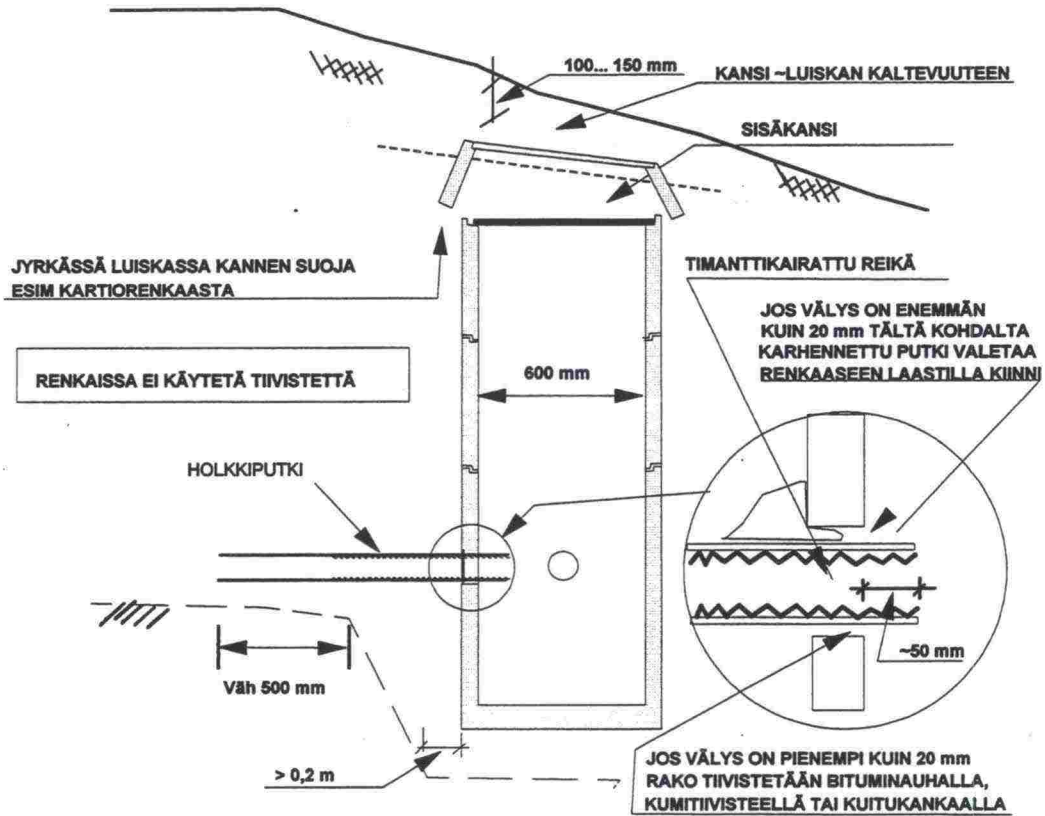 100... 150 mm
KANSI ~LUISKAN KALTEVUUTEEN
SISÄKANSI
JYRKÄSSÄ LUISKASSA KANNEN SUOJA
ESIM KARTIORENKAASTA
TIMANTTIKAIRATTU REIKÄ
JOS VÄLYS ON ENEMMÄN
KUIN 20 mm TÄLTÄ KOHDALTA
KARHENNETTU PUTKI VALETAA
RENKAASEEN LAASTILLA KIINNI
RENKAISSA EI KÄYTETÄ TIIVISTETTÄ
600 mm
HOLKKIPUTKI
~50 mm
Väh 500 mm
> 0,2 m
JOS VÄLYS ON PIENEMPI KUIN 20 mm
RAKO TIIVISTETÄÄN BITUMINAUHALLA,
KUMITIIVISTEELLÄ TAI KUITUKANKAALLA